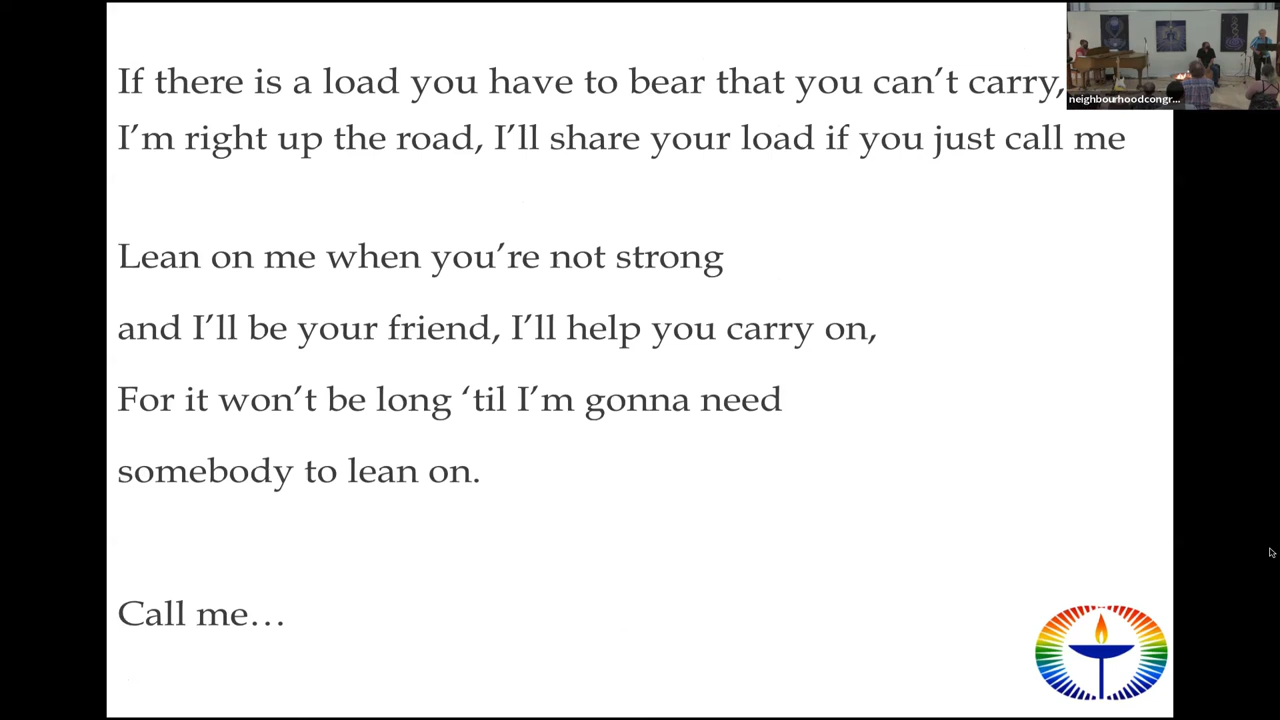 If there is a load you have to bear that you can’t carry,
neighbourhoodcongr...
I’m right up the road, I’ll share your load if you just call me
Lean on me when you’re not strong
and I’ll be your friend, I’ll help you carry on,
For it won’t be long ‘til I’m gonna need
somebody to lean on.
Call me…